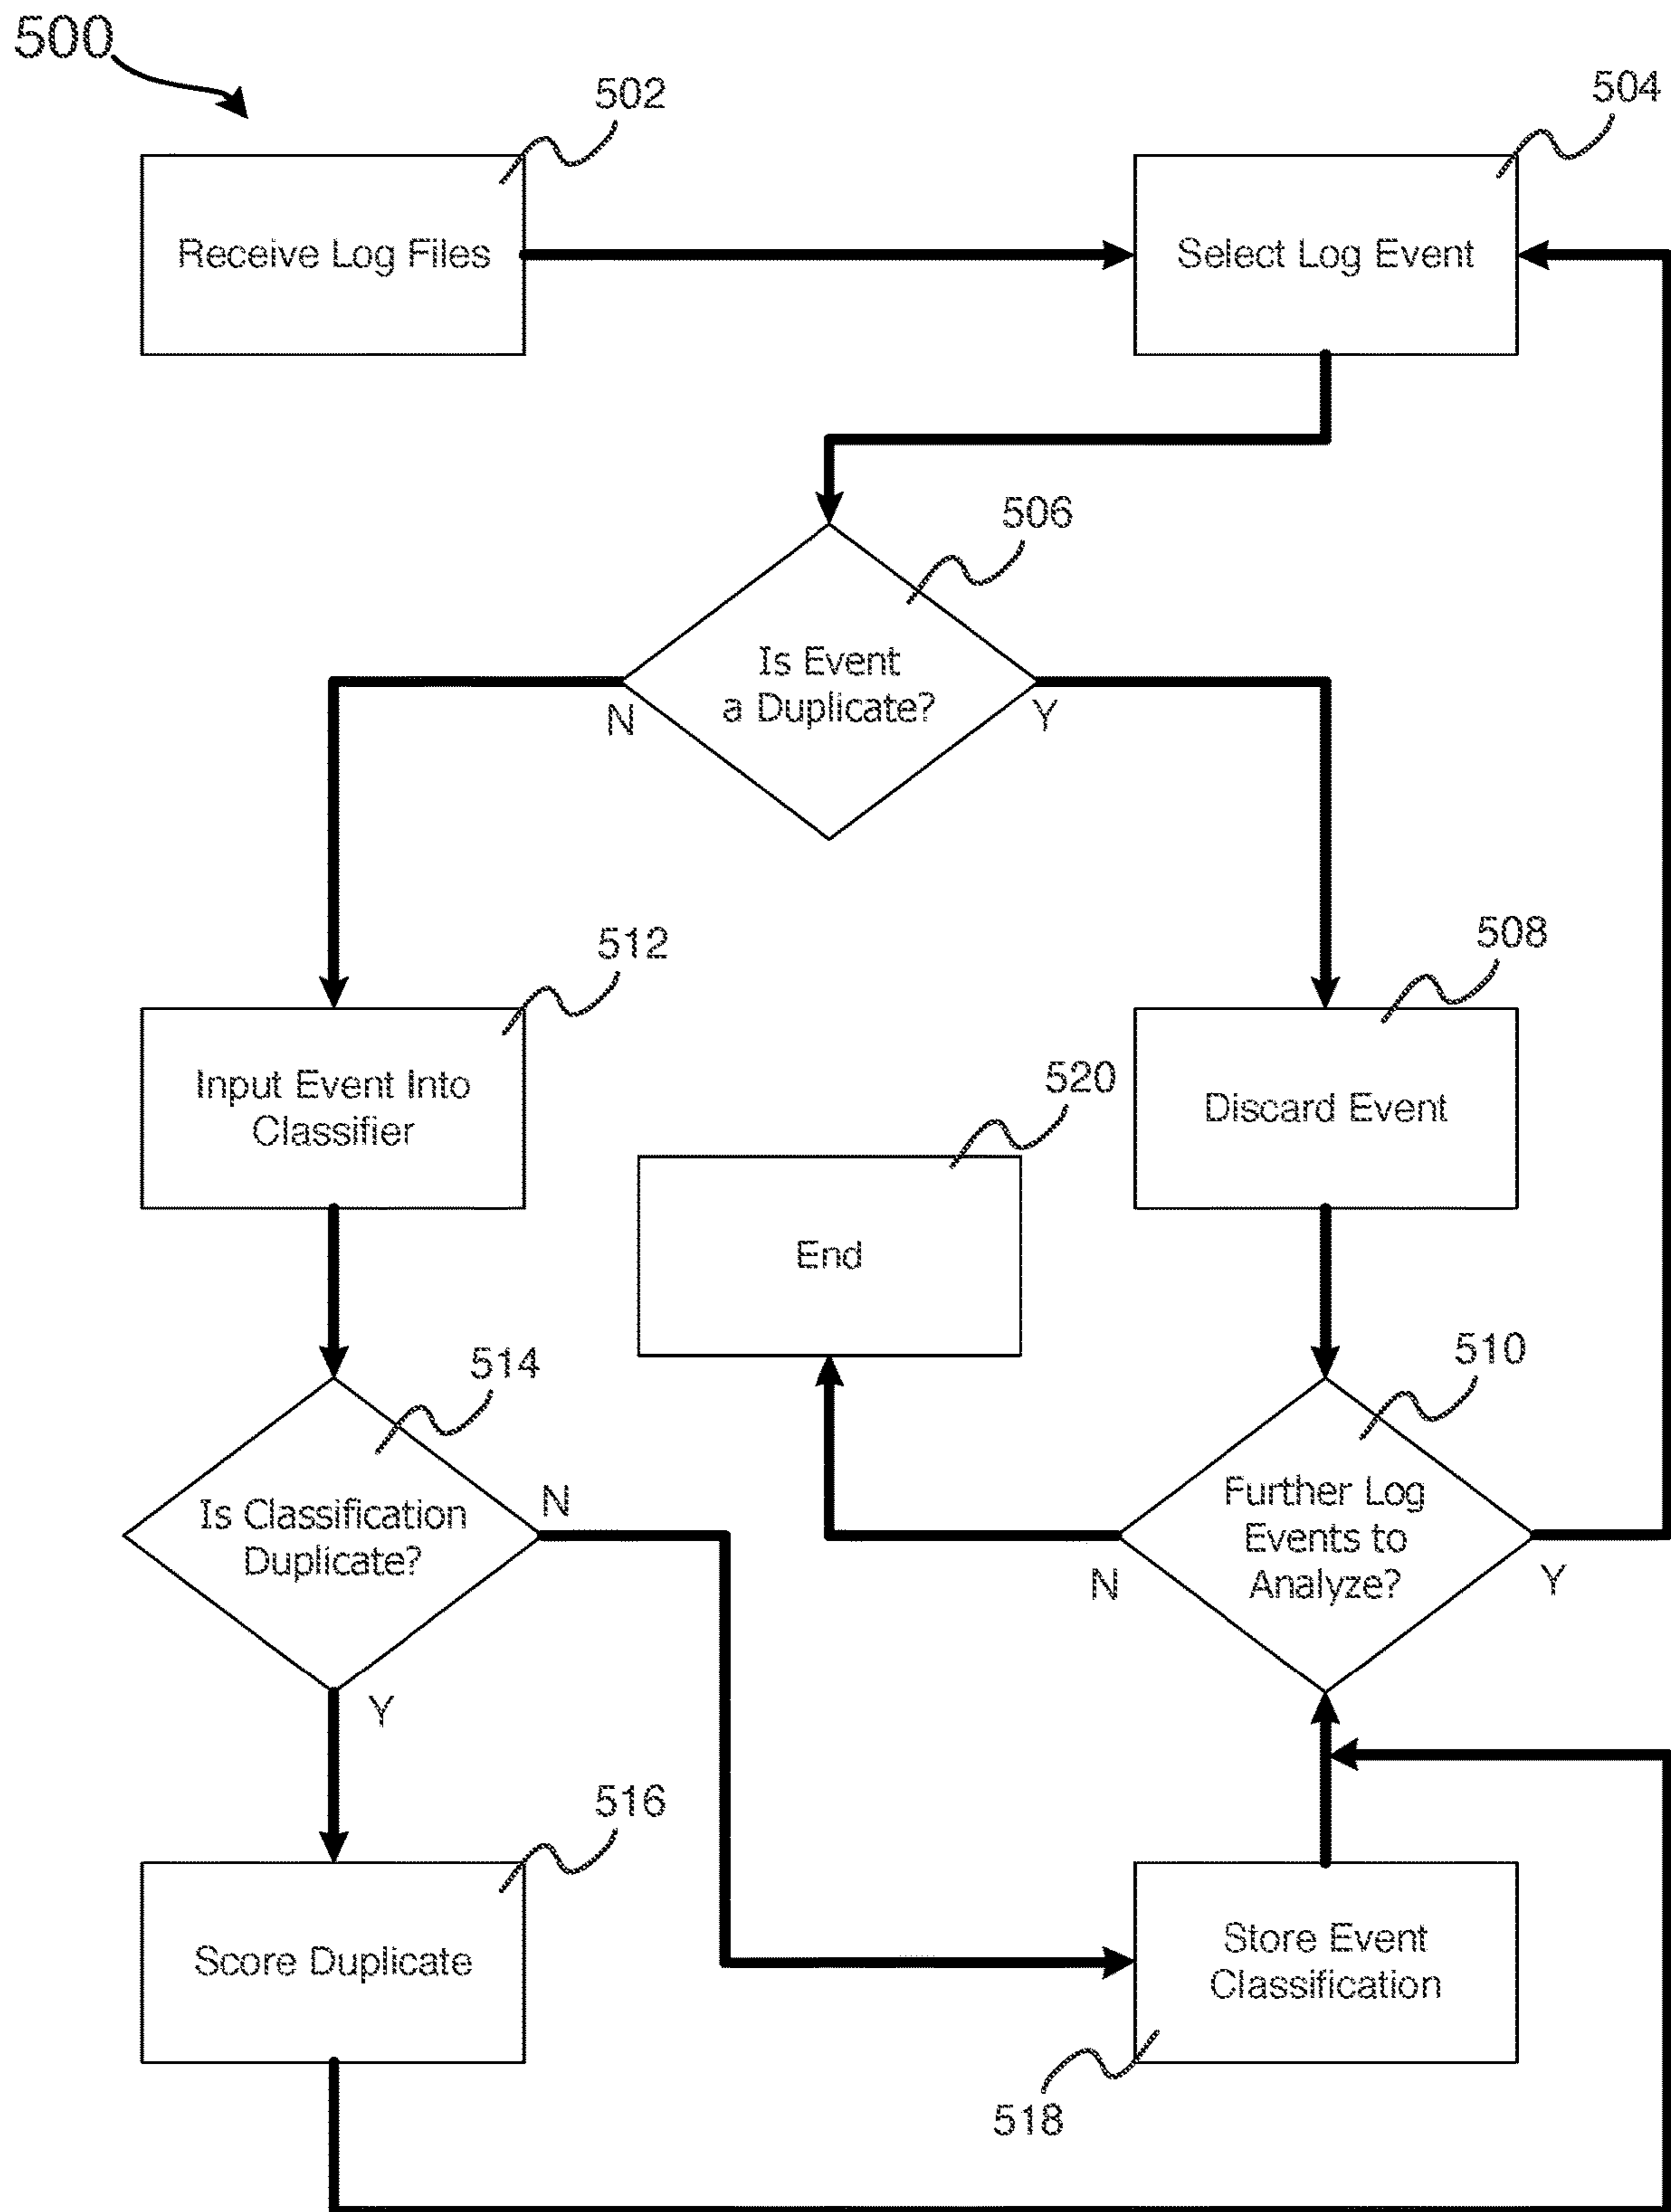 500
502
504
Receive Log Files
Select Log Event
506
Is Event
a Duplicate?
N
Y
512
508
Input Event Into
Classifier
520
Discard Event
End
514
510
Is Classification
Duplicate?
N
Further Log
Events to
Analyze?
N
Y
Y
516
Score Duplicate
Store Event
Classification
518